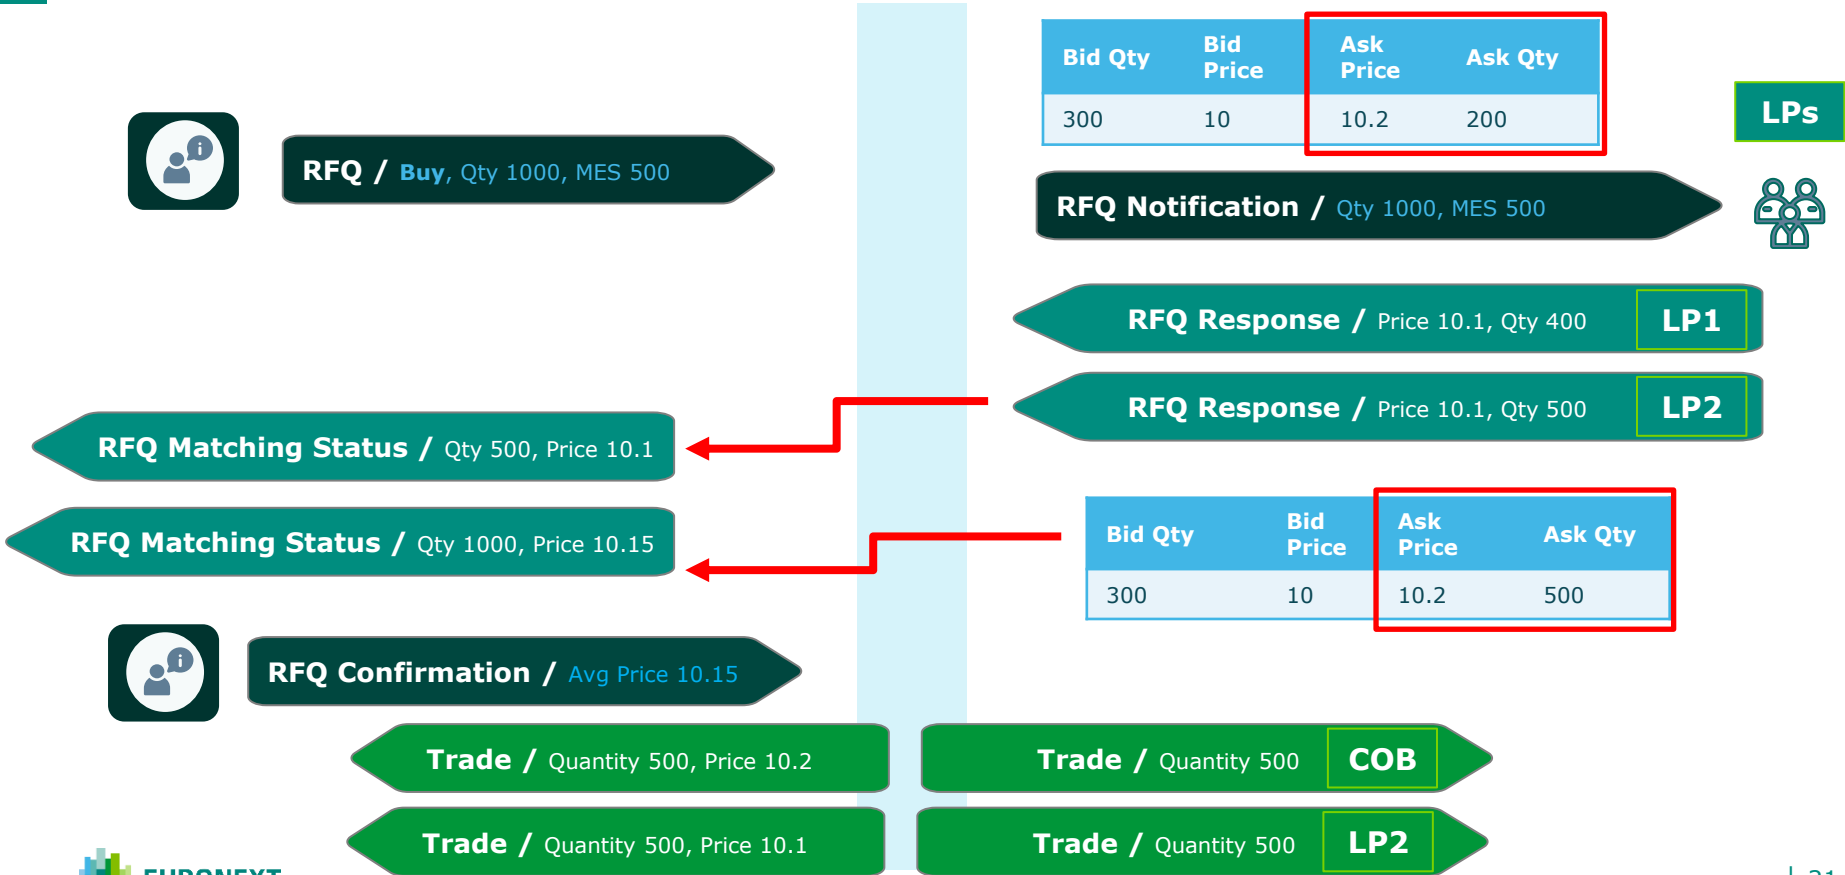 Bid Qty Bid Price Ask Price Ask Qty
300 10 10.2 200
LPs
i
RFQ / Buy, Qty 1000, MES 500
RFQ Notification / Qty 1000, MES 500
RFQ Response / Price 10.1, Qty 400 LP1
RFQ Response / Price 10.1, Qty 500 LP2
RFQ Matching Status / Qty 500, Price 10.1
RFQ Matching Status / Qty 1000, Price 10.15
Bid Qty Bid Price Ask Price Ask Qty
300 10 10.2 500
i
RFQ Confirmation / Avg Price 10.15
Trade / Quantity 500, Price 10.2
Trade / Quantity 500 COB
Trade / Quantity 500, Price 10.1
Trade / Quantity 500 LP2
EURONEXT